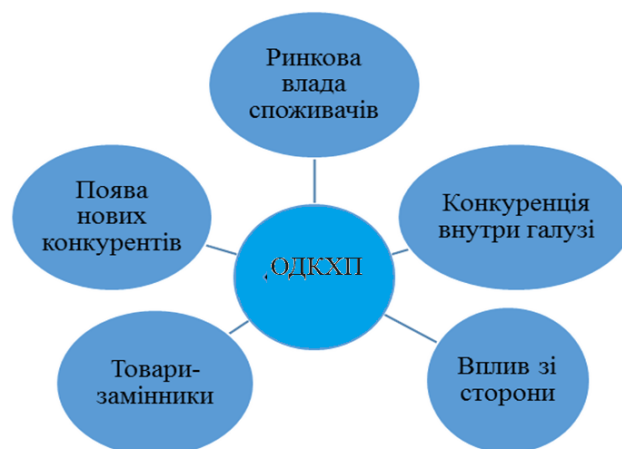 Ринкова
влада
споживачів
Поява
нових
конкурентів
Конкуренція
внутри галузі
ОДКХП
Товари-
замінники
Вплив зі
сторони